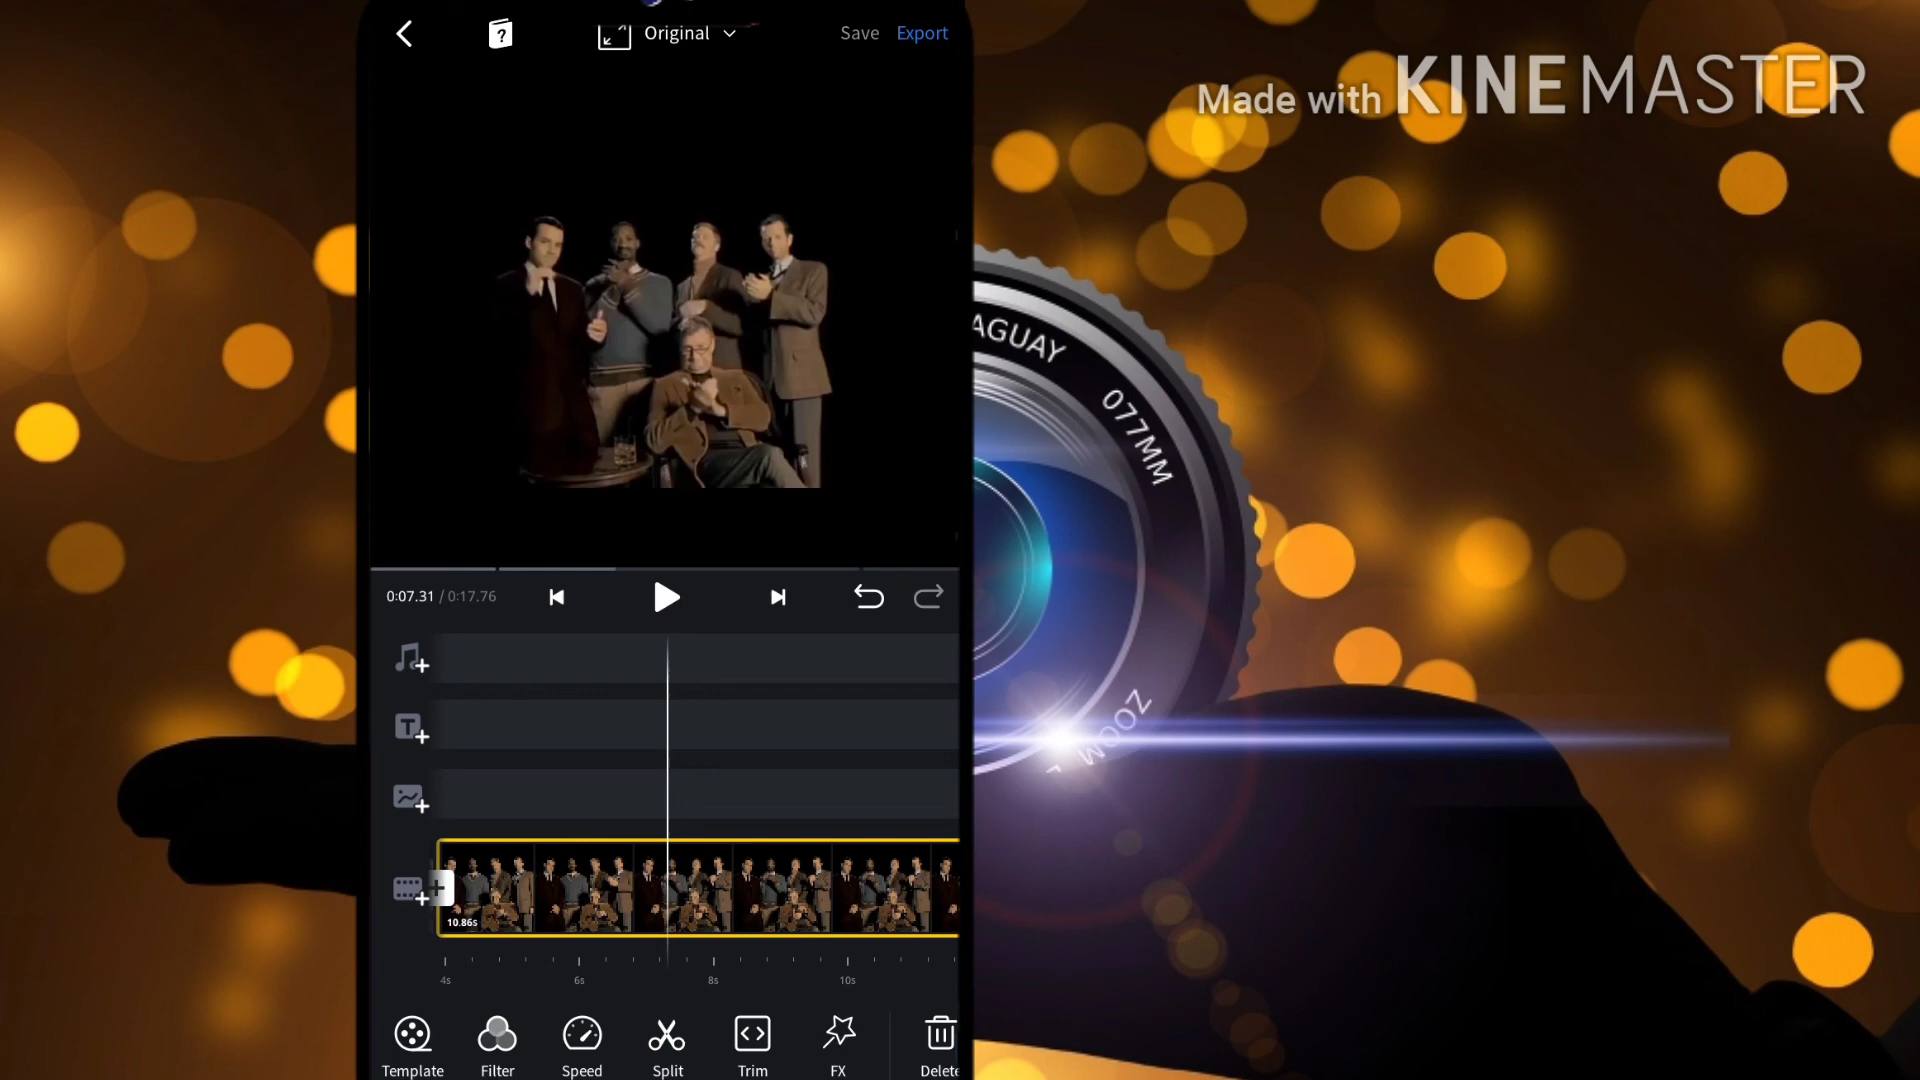 Original
Save Export
Made with KINEMASTER
AGUAY
077MM
ZOOM
0:07.31 / 0:17.76
10.86s
4s 6s 8s 10s
Template Filter Speed Split Trim FX Delete